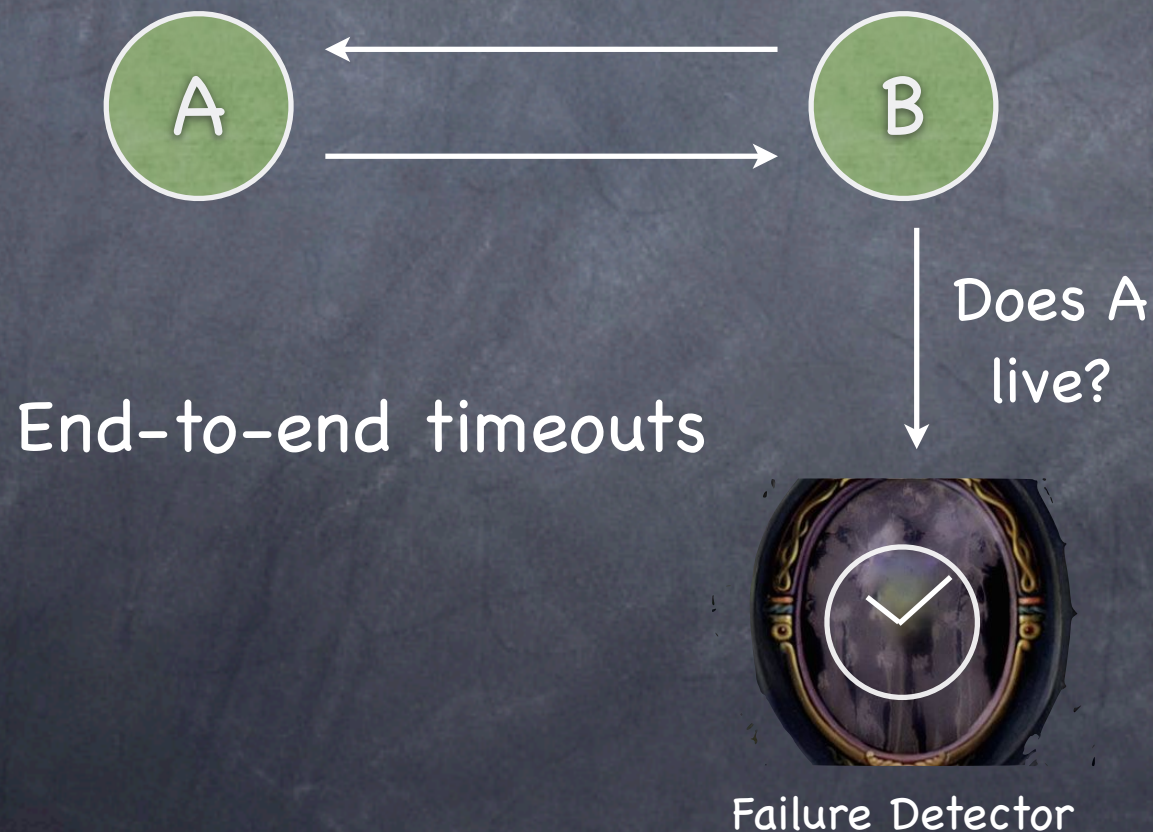 A
B
Does A
live?
End-to-end timeouts
Failure Detector